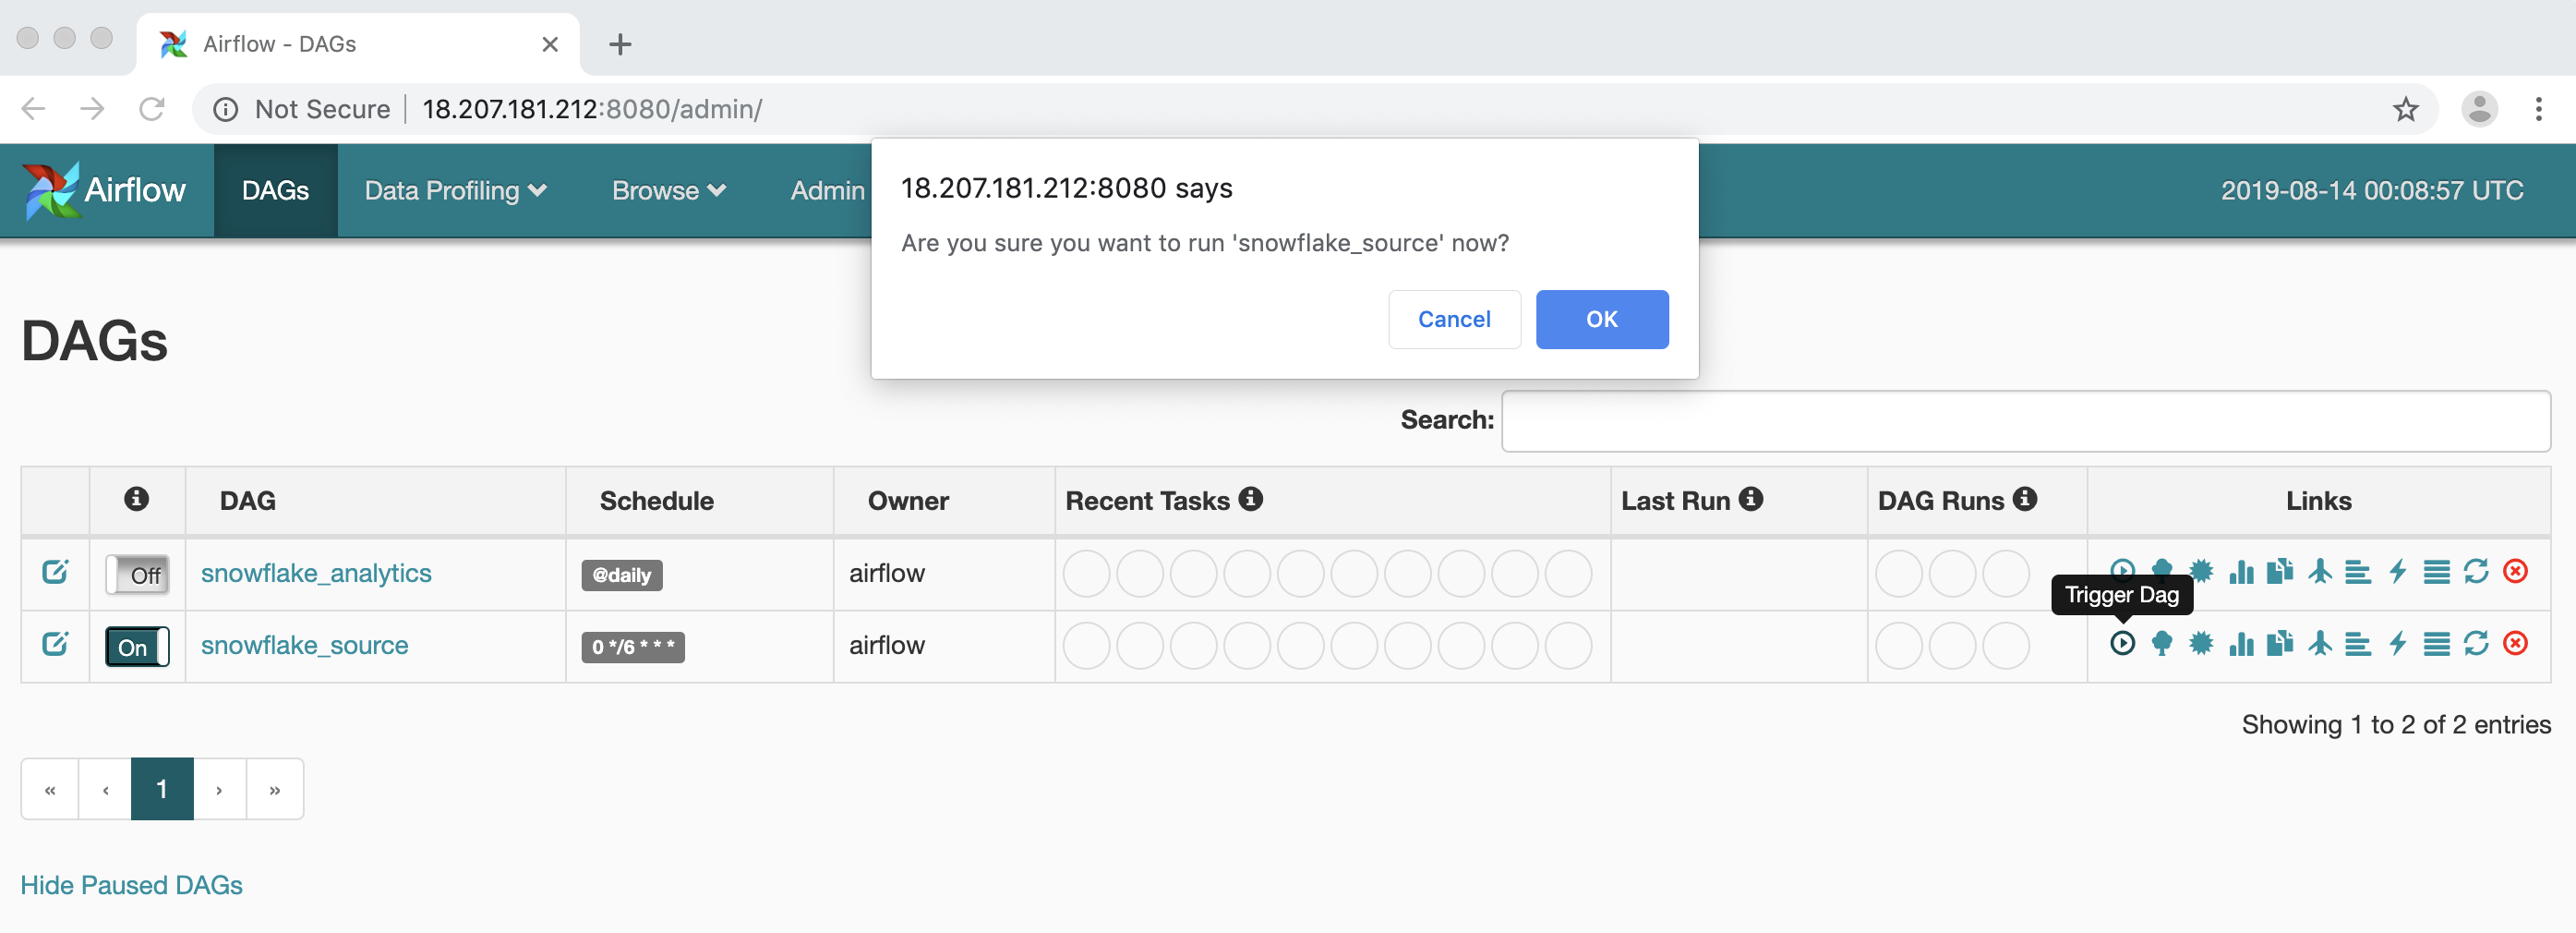 Airflow - DAGs
Not Secure 18.207.181.212:8080/admin/
Airflow DAGs Data Profiling Browse Admin 2019-08-14 00:08:57 UTC
18.207.181.212:8080 says
Are you sure you want to run 'snowflake_source' now?
Cancel OK
DAGs
Search:
DAG Schedule Owner Recent Tasks Last Run DAG Runs Links
Off snowflake_analytics @daily airflow
Trigger Dag
On snowflake_source 0 */6 * * * airflow
Showing 1 to 2 of 2 entries
« ‹ 1 › »
Hide Paused DAGs